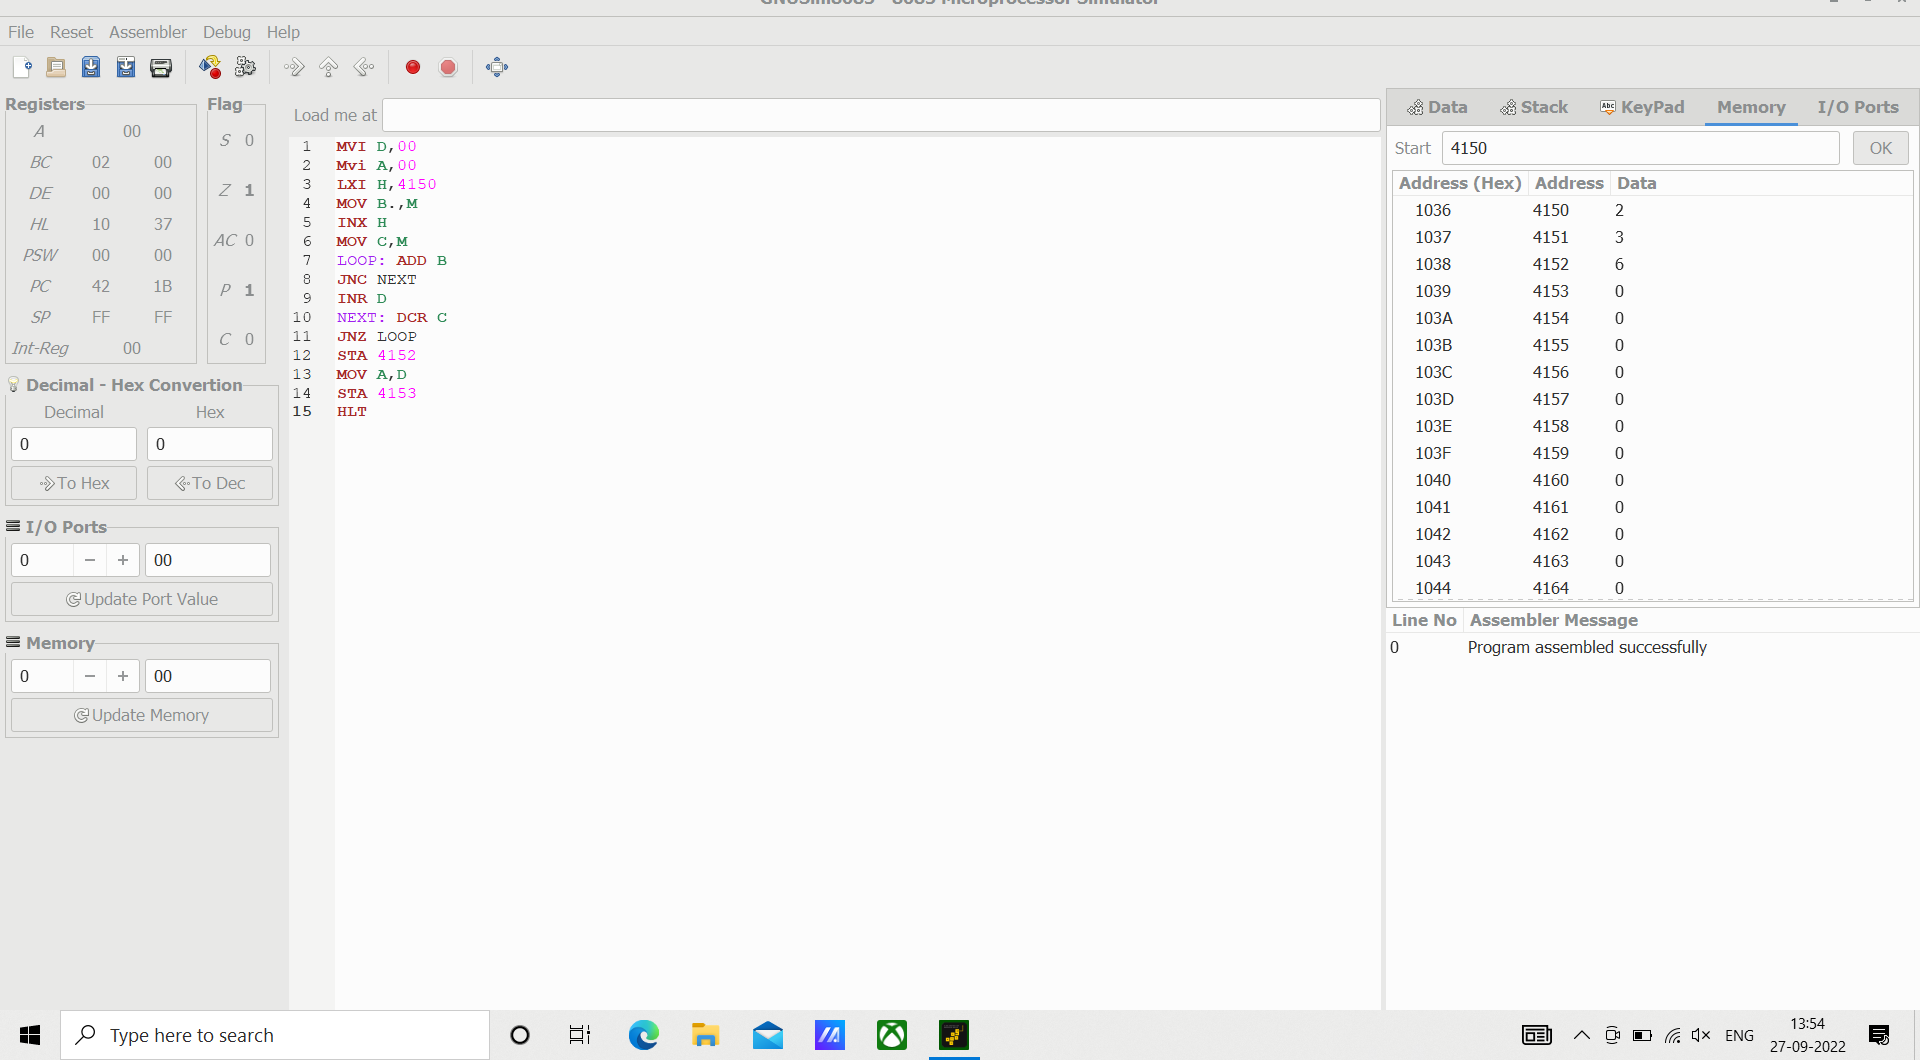 GNUSim8085 - 8085 Microprocessor Simulator
File Reset Assembler Debug Help
Registers
A 00
BC 02 00
DE 00 00
HL 10 37
PSW 00 00
PC 42 1B
SP FF FF
Int-Reg 00
Flag
S 0
Z 1
AC 0
P 1
C 0
Decimal - Hex Convertion
Decimal Hex
0 0
To Hex To Dec
I/O Ports
0 − + 00
Update Port Value
Memory
0 − + 00
Update Memory
Load me at
1 MVI D,00
2 Mvi A,00
3 LXI H,4150
4 MOV B.,M
5 INX H
6 MOV C,M
7 LOOP: ADD B
8 JNC NEXT
9 INR D
10 NEXT: DCR C
11 JNZ LOOP
12 STA 4152
13 MOV A,D
14 STA 4153
15 HLT
Data Stack Abc KeyPad Memory I/O Ports
Start 4150 OK
Address (Hex) Address Data
1036 4150 2
1037 4151 3
1038 4152 6
1039 4153 0
103A 4154 0
103B 4155 0
103C 4156 0
103D 4157 0
103E 4158 0
103F 4159 0
1040 4160 0
1041 4161 0
1042 4162 0
1043 4163 0
1044 4164 0
Line No Assembler Message
0 Program assembled successfully
Type here to search
ENG
13:54
27-09-2022